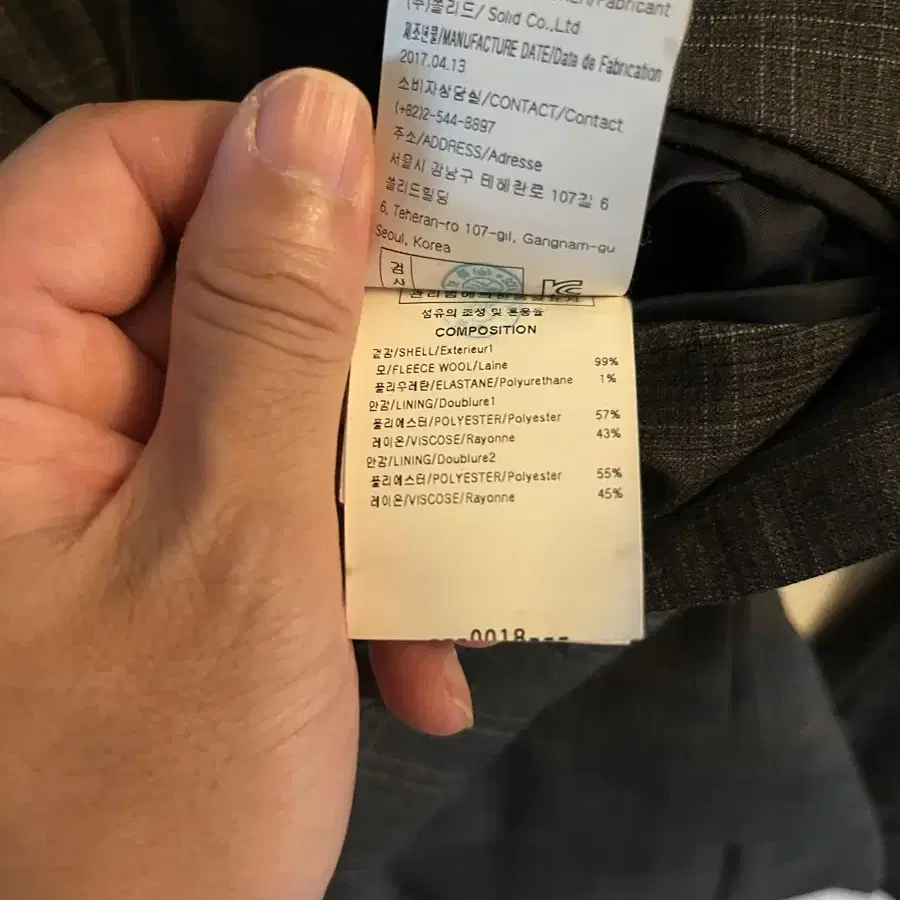 /Fabricant
(주)쏠리드/ Solid Co.,Ltd
제조년월/MANUFACTURE DATE/Date de Fabrication
2017.04.13
소비자상담실/CONTACT/Contact
(+82)2-544-8897
주소/ADDRESS/Adresse
서울시 강남구 테헤란로 107길 6
쏠리드빌딩
6, Teheran-ro 107-gil, Gangnam-gu
Seoul, Korea
검
사
섬유의 조성 및 혼용율
COMPOSITION
겉감/SHELL/Exterieur1
모/FLEECE WOOL/Laine 99%
폴리우레탄/ELASTANE/Polyurethane 1%
안감/LINING/Doublure1
폴리에스터/POLYESTER/Polyester 57%
레이온/VISCOSE/Rayonne 43%
안감/LINING/Doublure2
폴리에스터/POLYESTER/Polyester 55%
레이온/VISCOSE/Rayonne 45%
---0018---